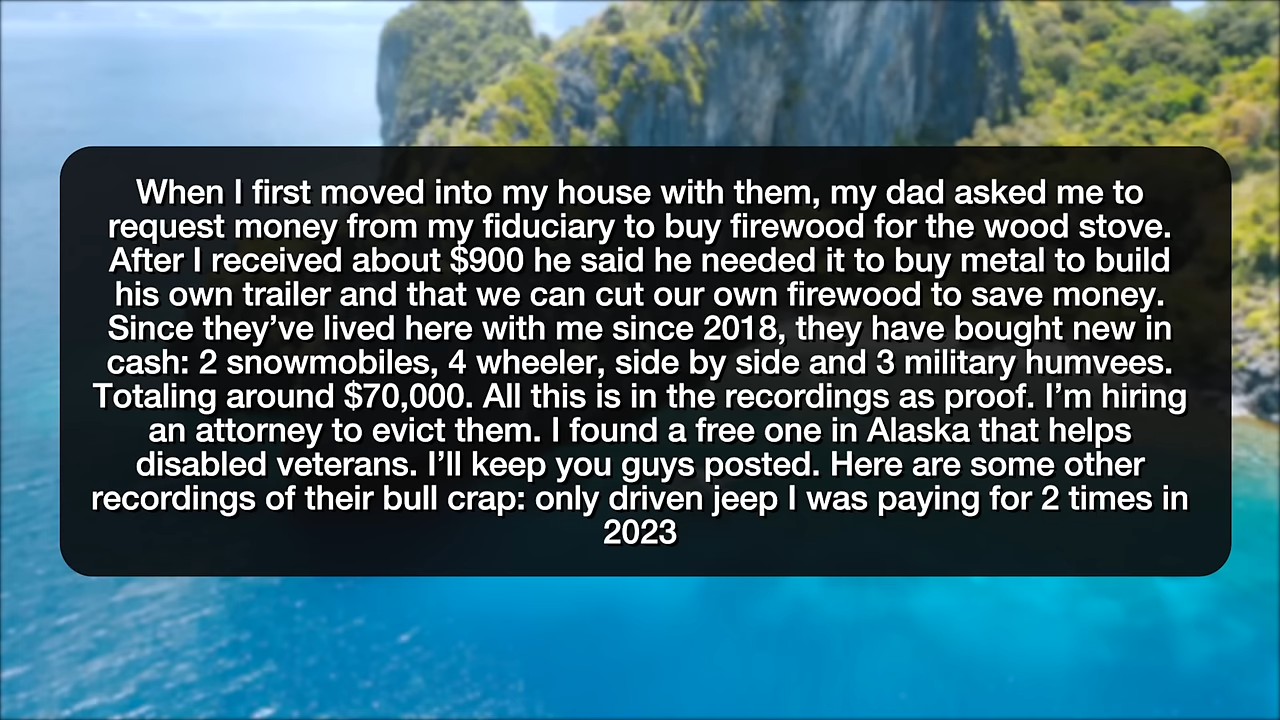 When I first moved into my house with them, my dad asked me to
request money from my fiduciary to buy firewood for the wood stove.
After I received about $900 he said he needed it to buy metal to build
his own trailer and that we can cut our own firewood to save money.
Since they’ve lived here with me since 2018, they have bought new in
cash: 2 snowmobiles, 4 wheeler, side by side and 3 military humvees.
Totaling around $70,000. All this is in the recordings as proof. I’m hiring
an attorney to evict them. I found a free one in Alaska that helps
disabled veterans. I’ll keep you guys posted. Here are some other
recordings of their bull crap: only driven jeep I was paying for 2 times in
2023